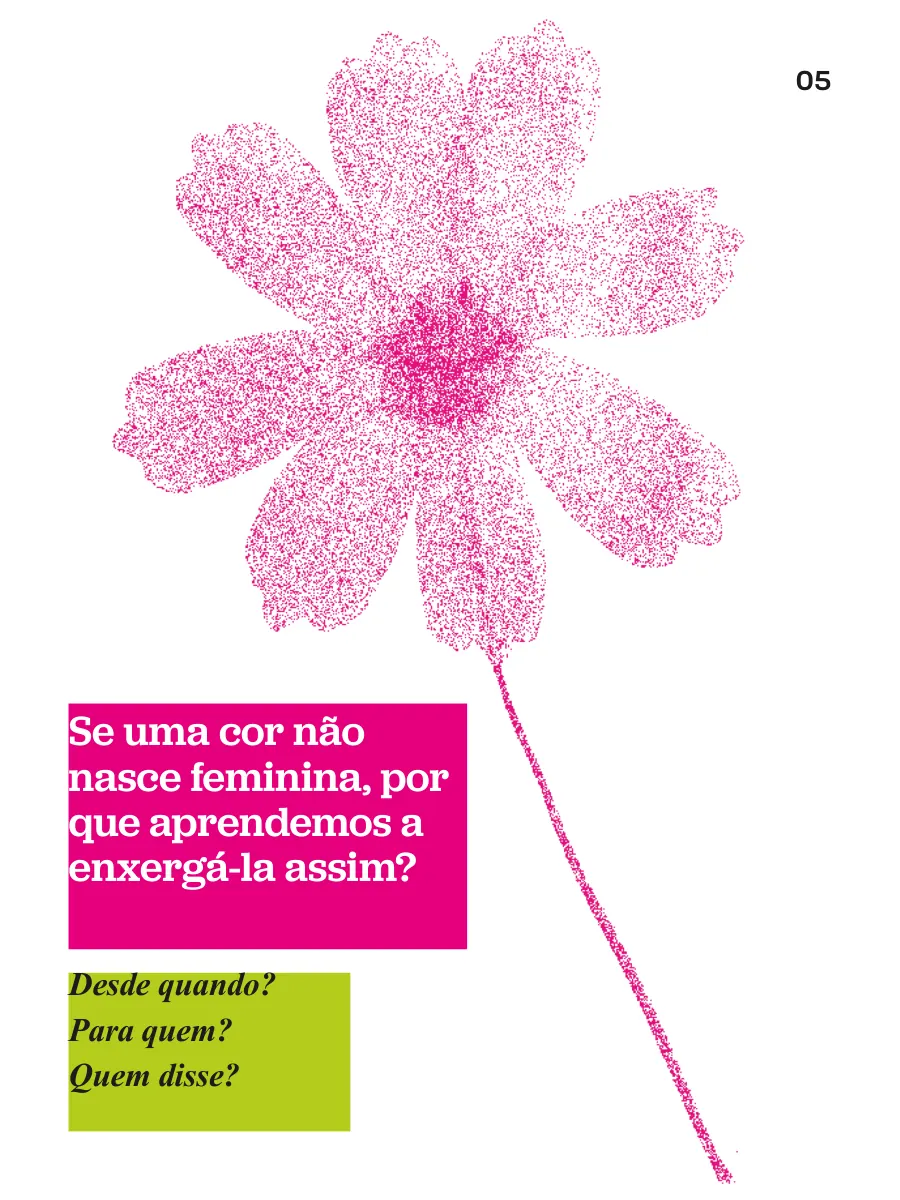 05
Se uma cor não
nasce feminina, por
que aprendemos a
enxergá-la assim?
Desde quando?
Para quem?
Quem disse?